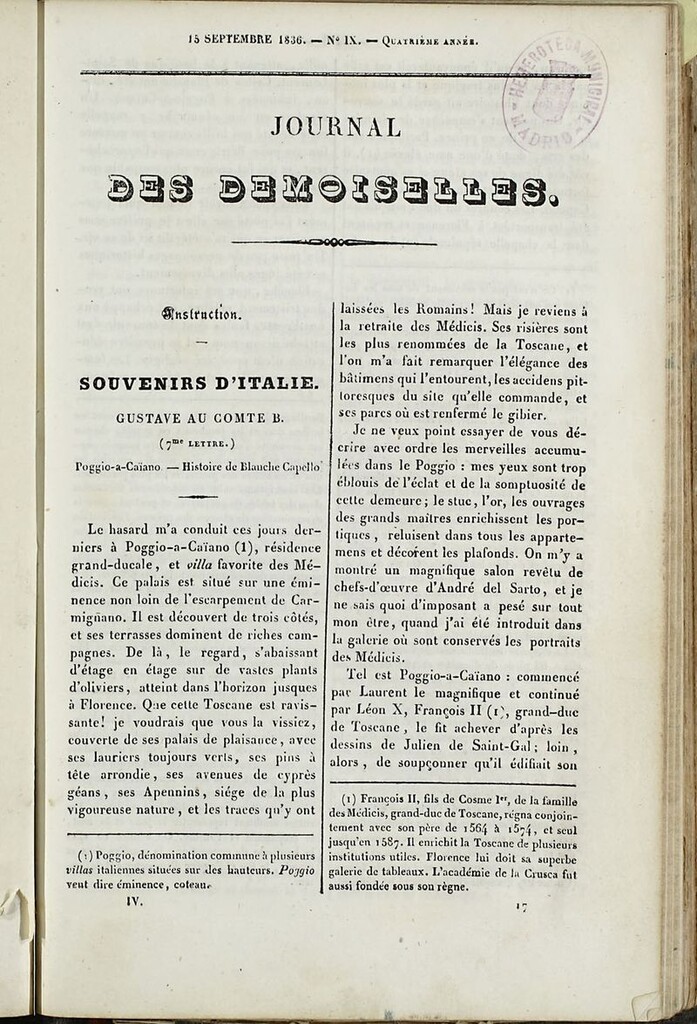 15 SEPTEMBRE 1836. — No IX. — QUATRIÈME ANNÉE.
HEMEROTECA MUNICIPAL
MADRID
JOURNAL
DES DEMOISELLES.
Instruction.
SOUVENIRS D'ITALIE.
GUSTAVE AU COMTE B.
(7me LETTRE.)
Poggio-a-Caïano — Histoire de Blanche Capello
Le hasard m'a conduit ces jours der-
niers à Poggio-a-Caïano (1), résidence
grand-ducale, et villa favorite des Mé-
dicis. Ce palais est situé sur une émi-
nence non loin de l'escarpement de Car-
mignano. Il est découvert de trois côtés,
et ses terrasses dominent de riches cam-
pagnes. De là, le regard, s'abaissant
d'étage en étage sur de vastes plants
d'oliviers, atteint dans l'horizon jusques
à Florence. Que cette Toscane est ravis-
sante! je voudrais que vous la vissiez,
couverte de ses palais de plaisance, avec
ses lauriers toujours verts, ses pins à
tête arrondie, ses avenues de cyprès
géans, ses Apennins, siége de la plus
vigoureuse nature, et les traces qu'y ont
(1) Poggio, dénomination commune à plusieurs
villas italiennes situées sur des hauteurs. Poggio
veut dire éminence, coteau.
IV.
laissées les Romains! Mais je reviens à
la retraite des Médicis. Ses risières sont
les plus renommées de la Toscane, et
l'on m'a fait remarquer l'élégance des
bâtimens qui l'entourent, les accidens pit-
toresques du site qu'elle commande, et
ses parcs où est renfermé le gibier.
Je ne veux point essayer de vous dé-
crire avec ordre les merveilles accumu-
lées dans le Poggio : mes yeux sont trop
éblouis de l'éclat et de la somptuosité de
cette demeure; le stuc, l'or, les ouvrages
des grands maîtres enrichissent les por-
tiques, reluisent dans tous les apparte-
mens et décorent les plafonds. On m'y a
montré un magnifique salon revêtu de
chefs-d'œuvre d'André del Sarto, et je
ne sais quoi d'imposant a pesé sur tout
mon être, quand j'ai été introduit dans
la galerie où sont conservés les portraits
des Médicis.
Tel est Poggio-a-Caïano : commencé
par Laurent le magnifique et continué
par Léon X, François II (1), grand-duc
de Toscane, le fit achever d'après les
dessins de Julien de Saint-Gal; loin,
alors, de soupçonner qu'il édifiait son
(1) François II, fils de Cosme Ier, de la famille
des Médicis, grand-duc de Toscane, régna conjoin-
tement avec son père de 1564 à 1574, et seul
jusqu'en 1587. Il enrichit la Toscane de plusieurs
institutions utiles. Florence lui doit sa superbe
galerie de tableaux. L'académie de la Crusca fut
aussi fondée sous son règne.
17